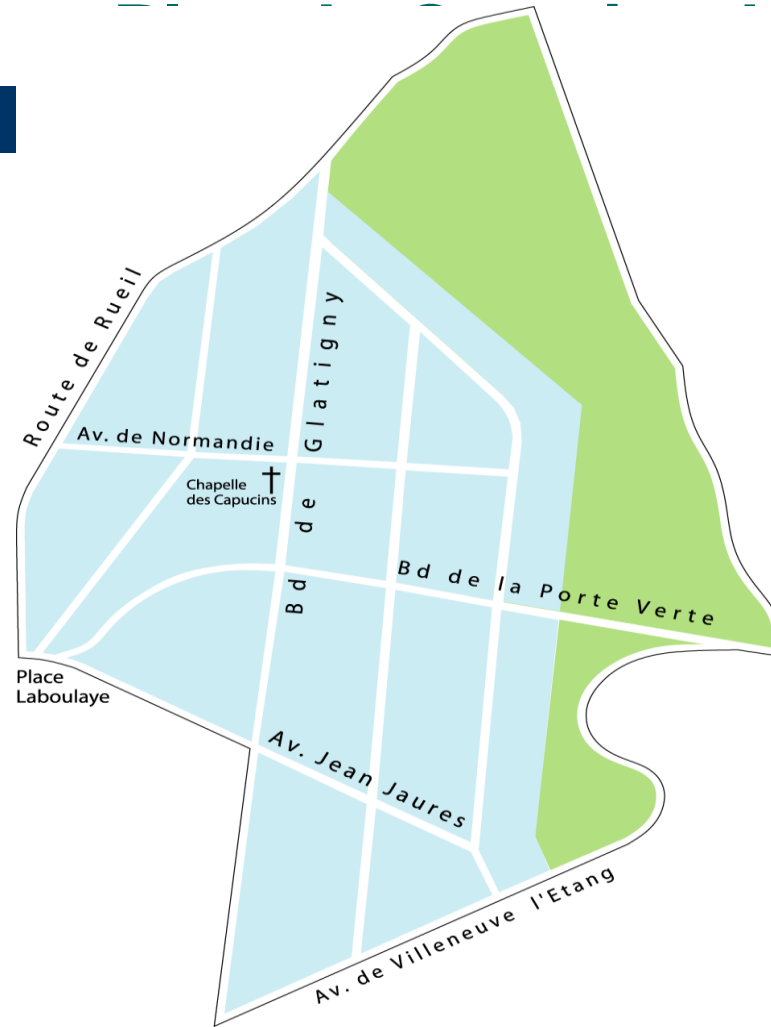 Route de Rueil
Bd de Glatigny
Av. de Normandie
Chapelle
des Capucins
Bd de la Porte Verte
Place
Laboulaye
Av. Jean Jaures
Av. de Villeneuve l'Etang